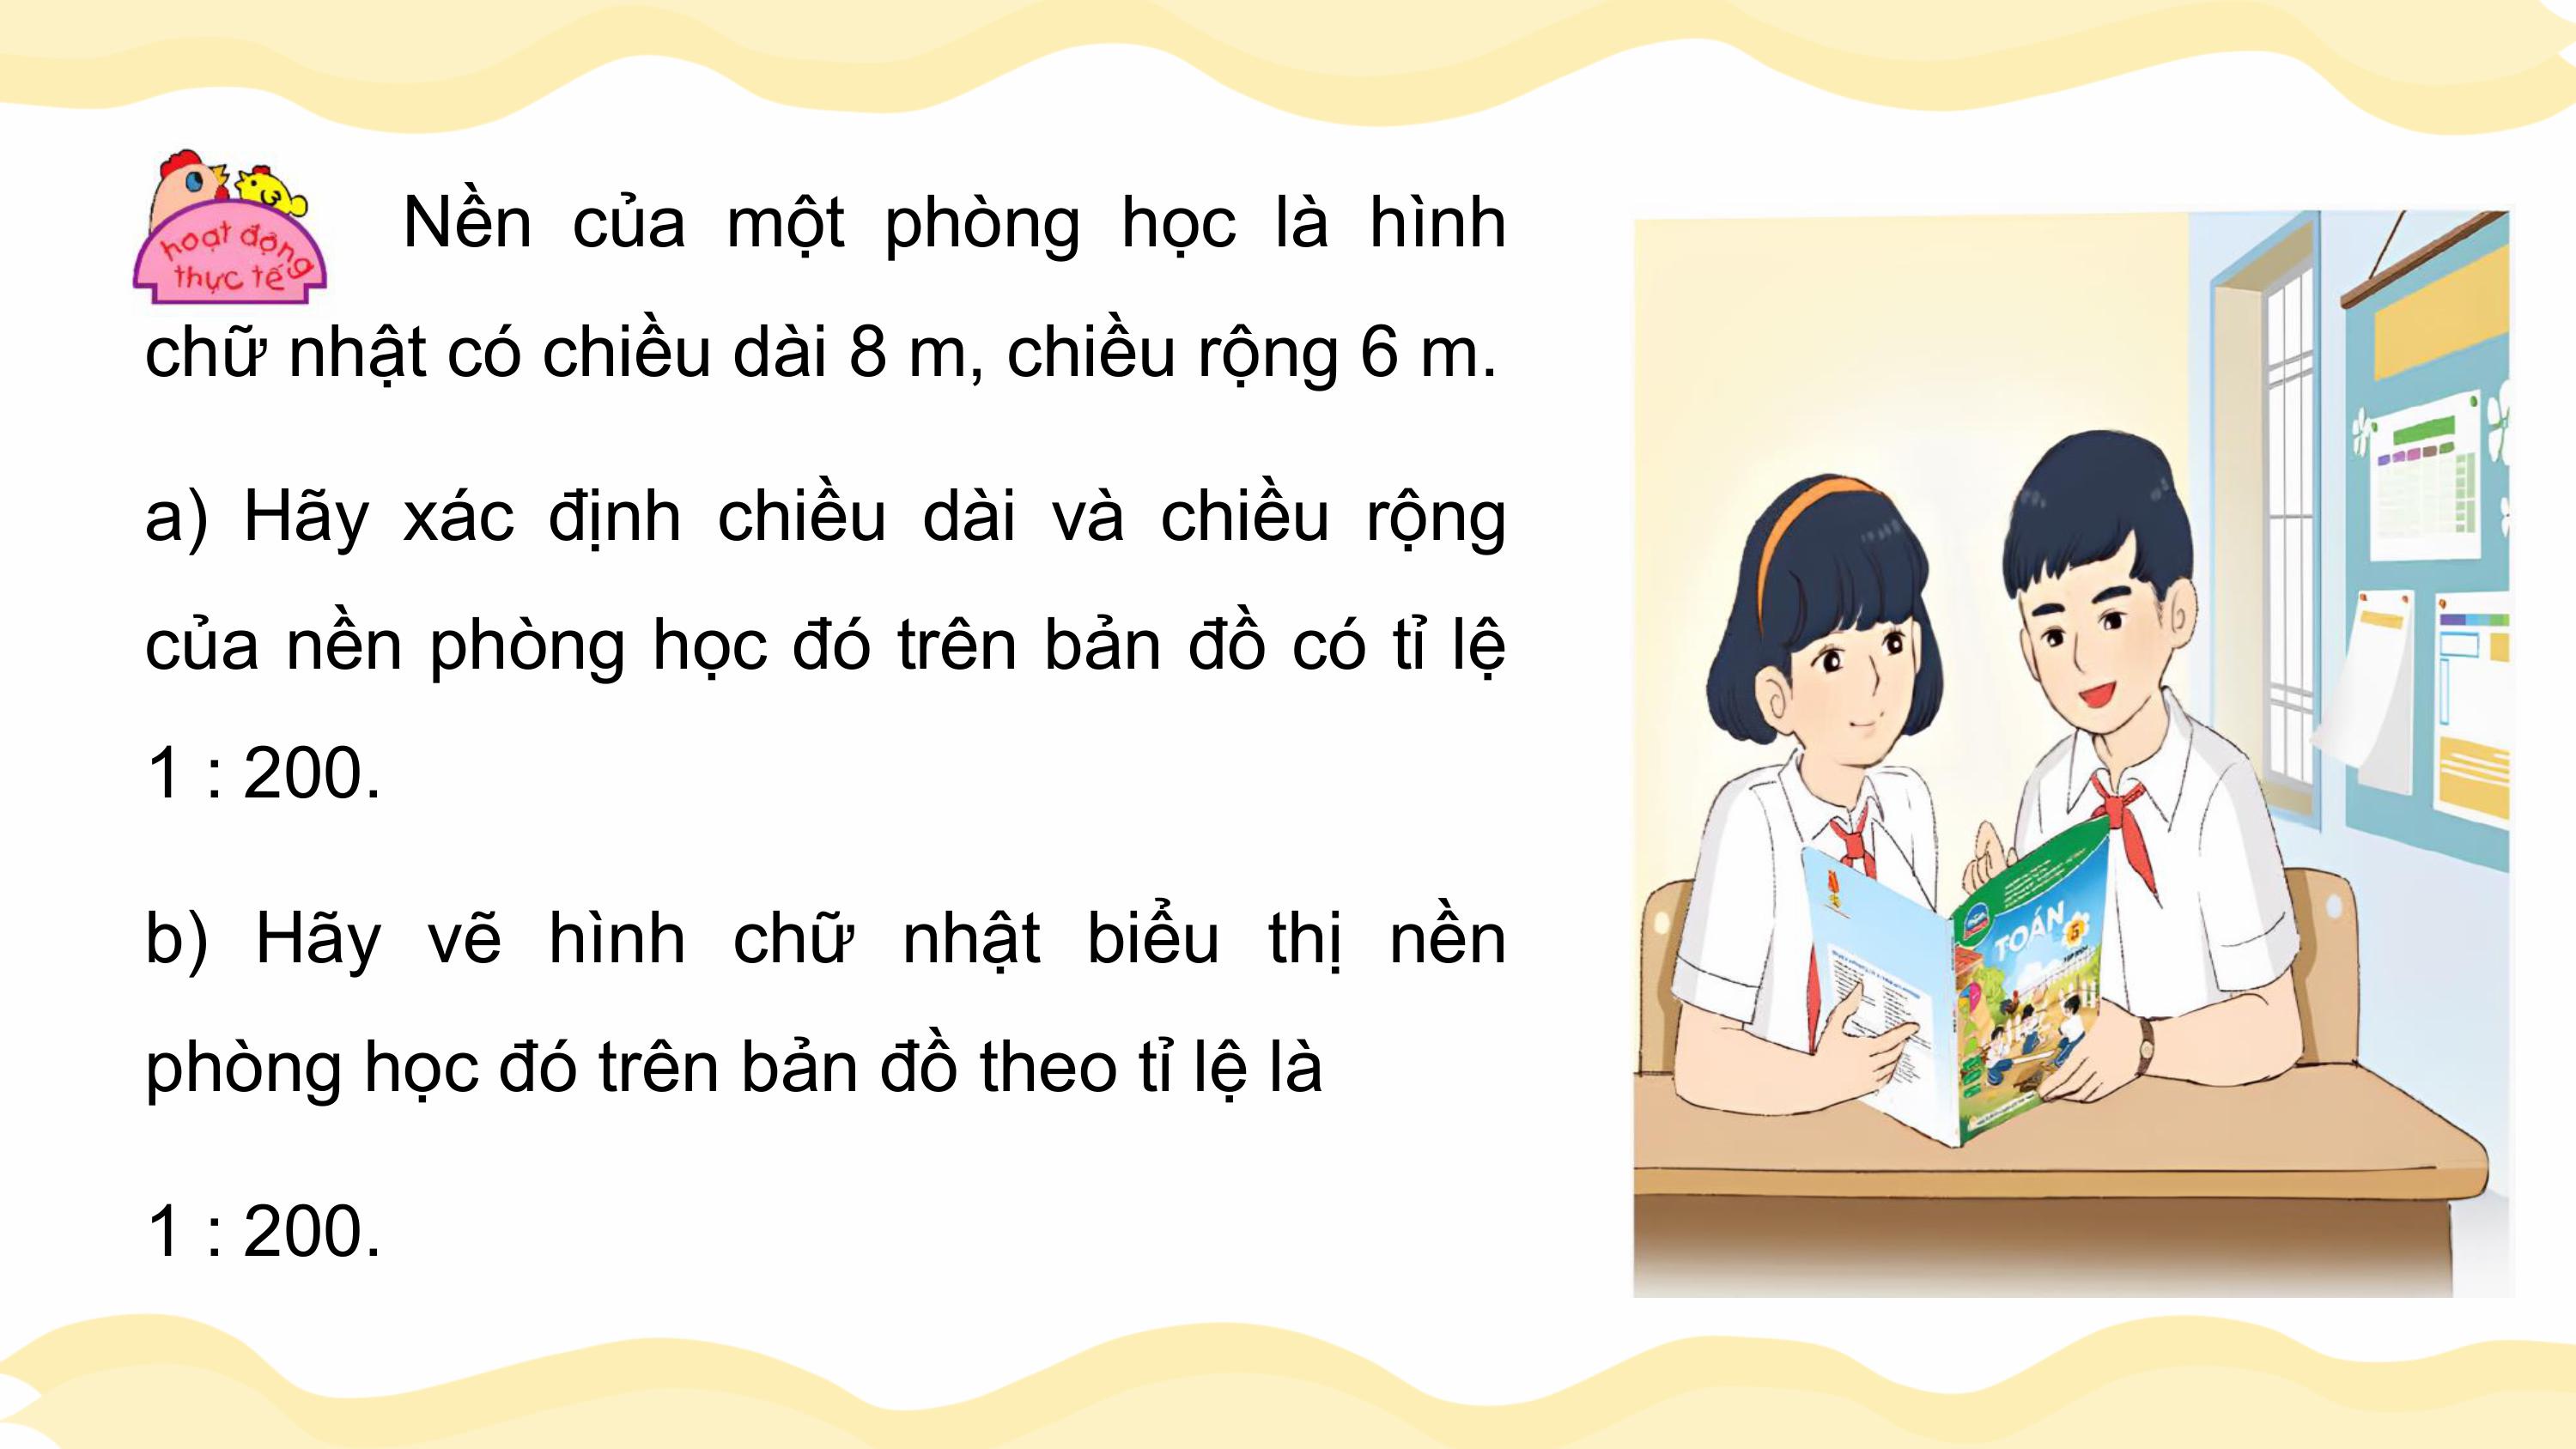 hoạt động
thực tế
Nền của một phòng học là hình
chữ nhật có chiều dài 8 m, chiều rộng 6 m.
a) Hãy xác định chiều dài và chiều rộng
của nền phòng học đó trên bản đồ có tỉ lệ
1 : 200.
b) Hãy vẽ hình chữ nhật biểu thị nền
phòng học đó trên bản đồ theo tỉ lệ là
1 : 200.
TOÁN
5